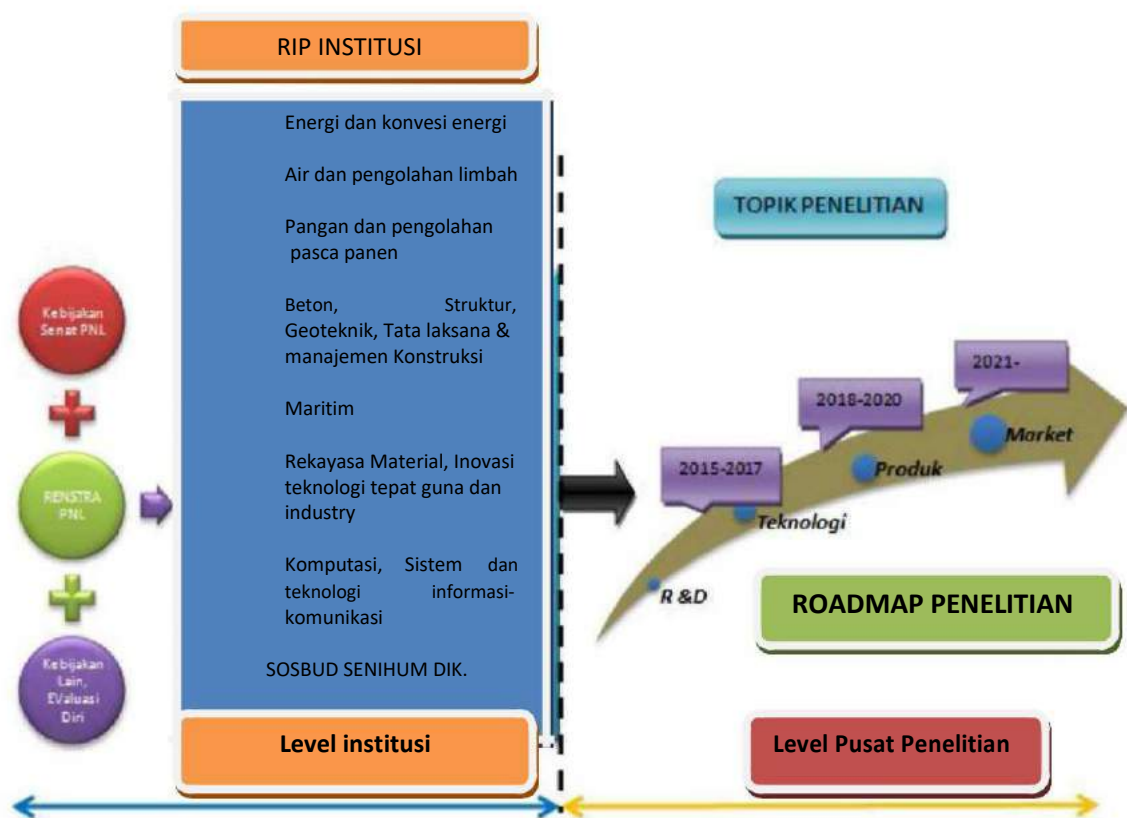 RIP INSTITUSI
Energi dan konvesi energi
Air dan pengolahan limbah
Pangan dan pengolahan
pasca panen
Beton, Struktur,
Geoteknik, Tata laksana &
manajemen Konstruksi
Maritim
Rekayasa Material, Inovasi
teknologi tepat guna dan
industry
Komputasi, Sistem dan
teknologi informasi-
komunikasi
SOSBUD SENIHUM DIK.
Level institusi
Kebijakan
Senat PNL
RENSTRA
PNL
Kebijakan
Lain,
EValuasi
Diri
TOPIK PENELITIAN
2015-2017
2018-2020
2021-
R &D
Teknologi
Produk
Market
ROADMAP PENELITIAN
Level Pusat Penelitian